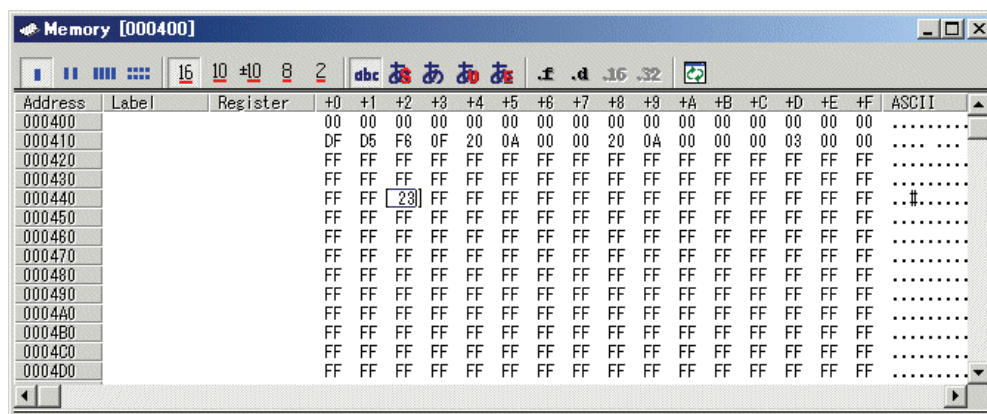 Memory [000400]
16 10 ±10 8 2 abc あS あ あD あE .f .d .16 .32
Address Label Register +0 +1 +2 +3 +4 +5 +6 +7 +8 +9 +A +B +C +D +E +F ASCII
000400 00 00 00 00 00 00 00 00 00 00 00 00 00 00 00 00 .........
000410 DF D5 F6 0F 20 0A 00 00 20 0A 00 00 00 03 00 00 .... ...
000420 FF FF FF FF FF FF FF FF FF FF FF FF FF FF FF FF .........
000430 FF FF FF FF FF FF FF FF FF FF FF FF FF FF FF FF .........
000440 FF FF 23 FF FF FF FF FF FF FF FF FF FF FF FF FF ..#......
000450 FF FF FF FF FF FF FF FF FF FF FF FF FF FF FF FF .........
000460 FF FF FF FF FF FF FF FF FF FF FF FF FF FF FF FF .........
000470 FF FF FF FF FF FF FF FF FF FF FF FF FF FF FF FF .........
000480 FF FF FF FF FF FF FF FF FF FF FF FF FF FF FF FF .........
000490 FF FF FF FF FF FF FF FF FF FF FF FF FF FF FF FF .........
0004A0 FF FF FF FF FF FF FF FF FF FF FF FF FF FF FF FF .........
0004B0 FF FF FF FF FF FF FF FF FF FF FF FF FF FF FF FF .........
0004C0 FF FF FF FF FF FF FF FF FF FF FF FF FF FF FF FF .........
0004D0 FF FF FF FF FF FF FF FF FF FF FF FF FF FF FF FF .........